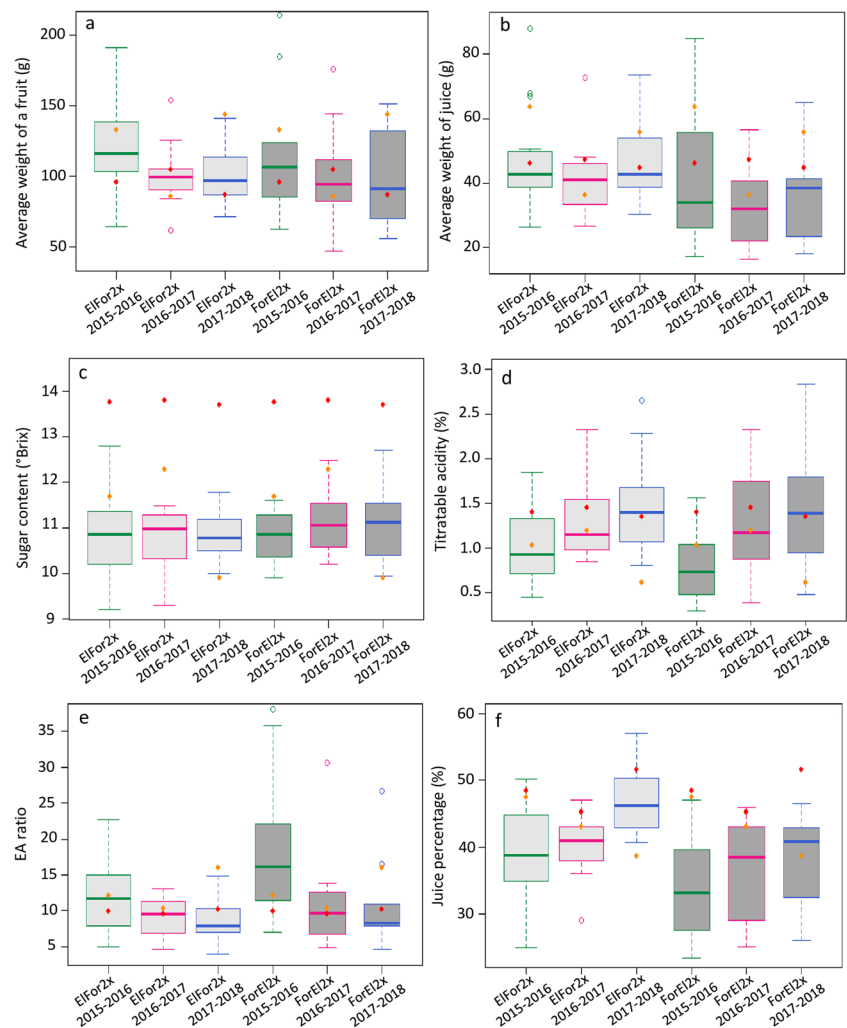 a
Average weight of a fruit (g)
200
150
100
50
ElFor2x
2015-2016
ElFor2x
2016-2017
ElFor2x
2017-2018
ForEl2x
2015-2016
ForEl2x
2016-2017
ForEl2x
2017-2018
b
Average weight of juice (g)
80
60
40
20
ElFor2x
2015-2016
ElFor2x
2016-2017
ElFor2x
2017-2018
ForEl2x
2015-2016
ForEl2x
2016-2017
ForEl2x
2017-2018
c
Sugar content (°Brix)
14
13
12
11
10
9
ElFor2x
2015-2016
ElFor2x
2016-2017
ElFor2x
2017-2018
ForEl2x
2015-2016
ForEl2x
2016-2017
ForEl2x
2017-2018
d
Titratable acidity (%)
3.0
2.5
2.0
1.5
1.0
0.5
ElFor2x
2015-2016
ElFor2x
2016-2017
ElFor2x
2017-2018
ForEl2x
2015-2016
ForEl2x
2016-2017
ForEl2x
2017-2018
e
EA ratio
35
30
25
20
15
10
5
ElFor2x
2015-2016
ElFor2x
2016-2017
ElFor2x
2017-2018
ForEl2x
2015-2016
ForEl2x
2016-2017
ForEl2x
2017-2018
f
Juice percentage (%)
60
50
40
30
ElFor2x
2015-2016
ElFor2x
2016-2017
ElFor2x
2017-2018
ForEl2x
2015-2016
ForEl2x
2016-2017
ForEl2x
2017-2018